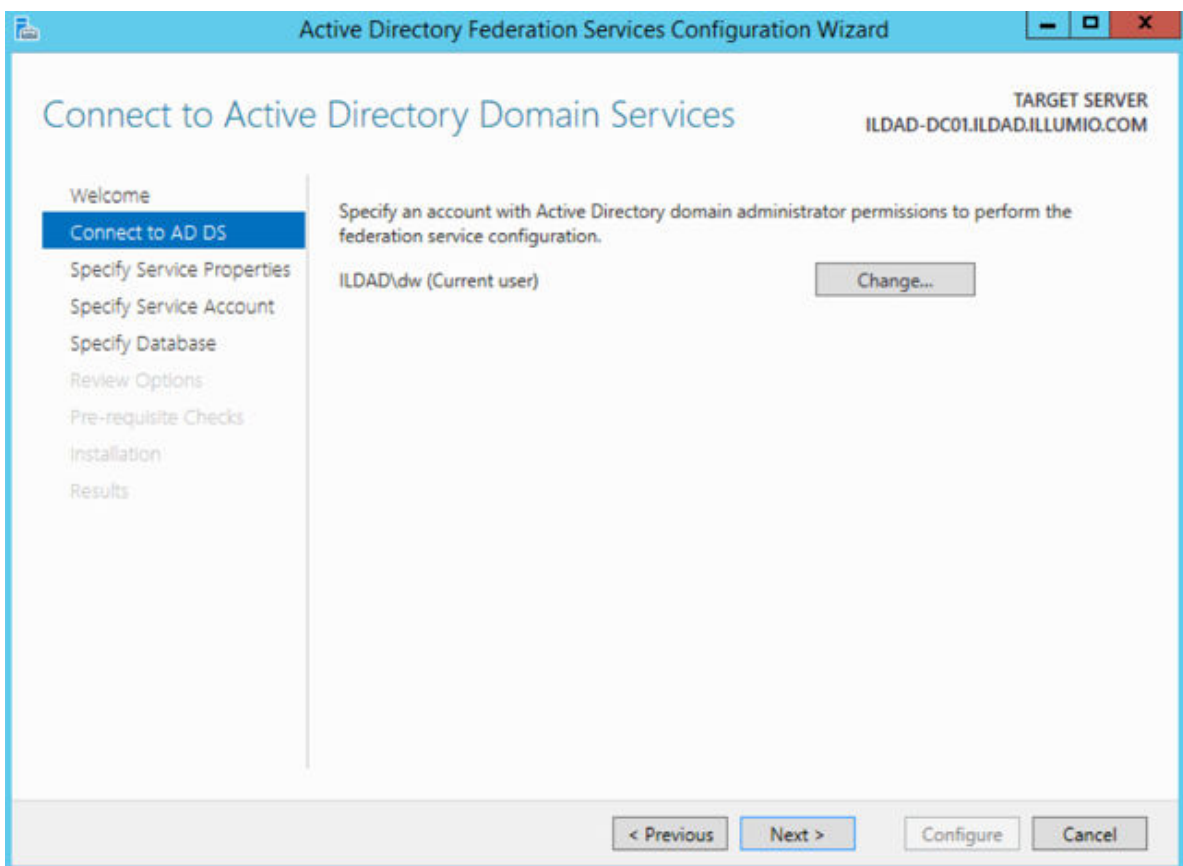 Active Directory Federation Services Configuration Wizard
Connect to Active Directory Domain Services
TARGET SERVER
ILDAD-DC01.ILDAD.ILLUMIO.COM
Welcome
Connect to AD DS
Specify Service Properties
Specify Service Account
Specify Database
Review Options
Pre-requisite Checks
Installation
Results
Specify an account with Active Directory domain administrator permissions to perform the
federation service configuration.
ILDAD\dw (Current user)
Change...
< Previous
Next >
Configure
Cancel